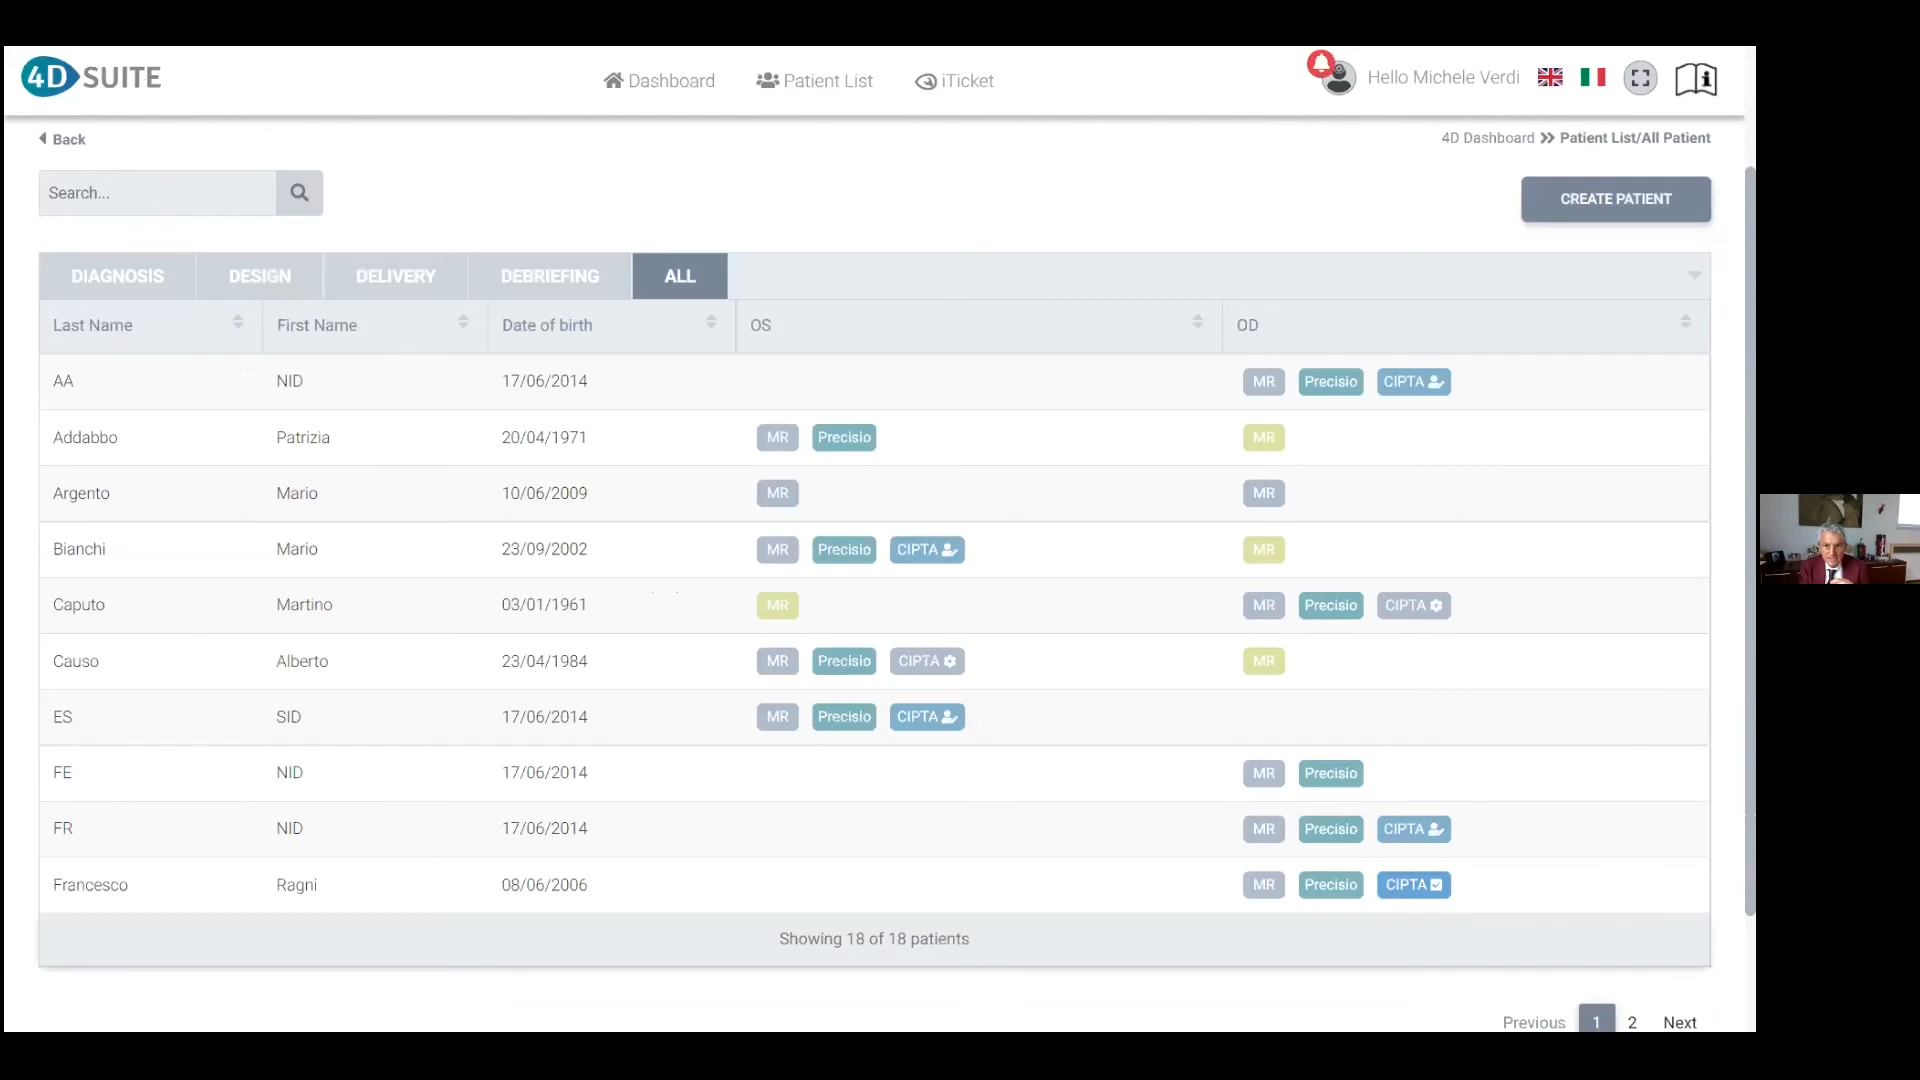 4D SUITE
Dashboard Patient List iTicket
Hello Michele Verdi
Back
4D Dashboard Patient List/All Patient
Search...
CREATE PATIENT
DIAGNOSIS DESIGN DELIVERY DEBRIEFING ALL
Last Name First Name Date of birth OS OD
AA NID 17/06/2014 MR Precisio CIPTA
Addabbo Patrizia 20/04/1971 MR Precisio MR
Argento Mario 10/06/2009 MR MR
Bianchi Mario 23/09/2002 MR Precisio CIPTA MR
Caputo Martino 03/01/1961 MR MR Precisio CIPTA
Causo Alberto 23/04/1984 MR Precisio CIPTA MR
ES SID 17/06/2014 MR Precisio CIPTA
FE NID 17/06/2014 MR Precisio
FR NID 17/06/2014 MR Precisio CIPTA
Francesco Ragni 08/06/2006 MR Precisio CIPTA
Showing 18 of 18 patients
Previous 1 2 Next